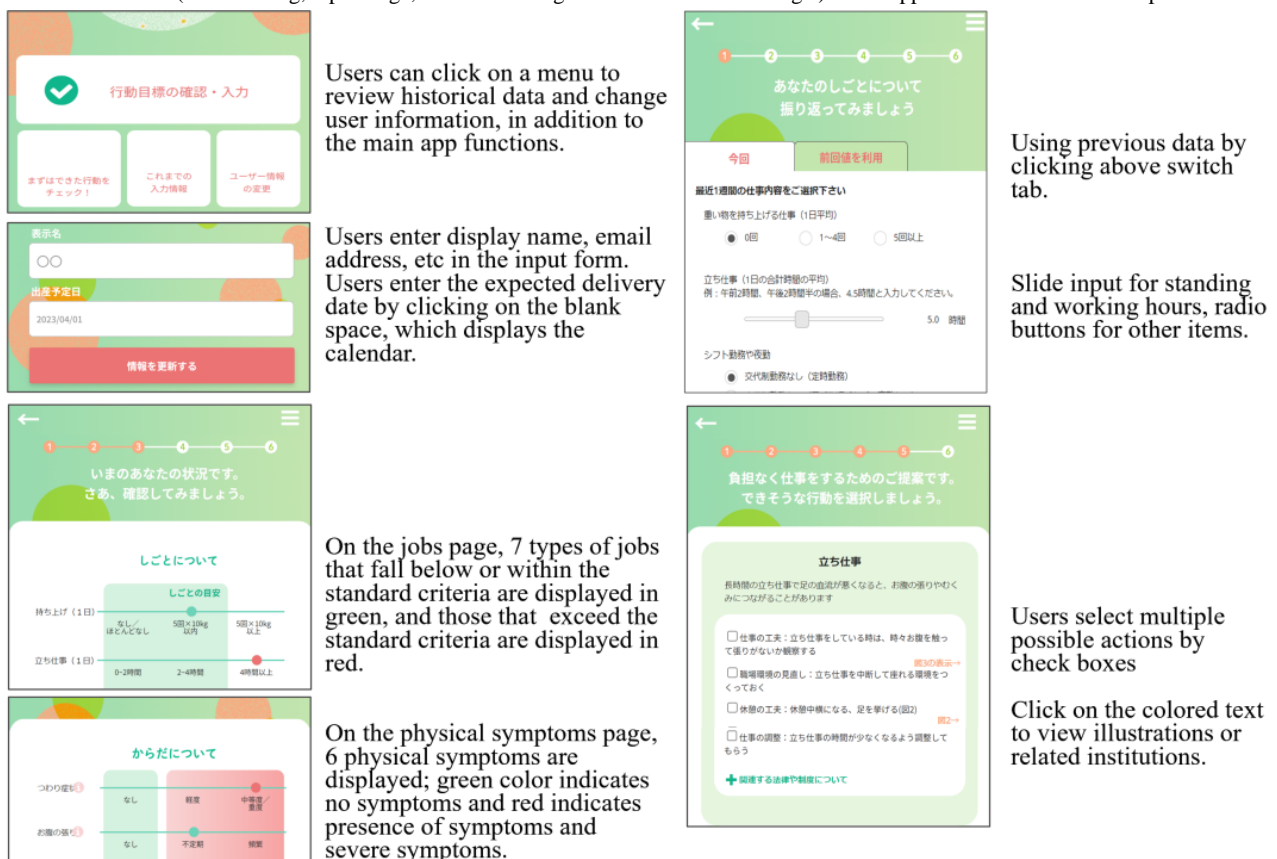 行動目標の確認・入力
まずはできた行動を
チェック！
これまでの
入力情報
ユーザー情報
の変更
Users can click on a menu to
review historical data and change
user information, in addition to
the main app functions.
表示名
〇〇
出産予定日
2023/04/01
情報を更新する
Users enter display name, email
address, etc in the input form.
Users enter the expected delivery
date by clicking on the blank
space, which displays the
calendar.
1 2 3 4 5 6
いまのあなたの状況です。
さあ、確認してみましょう。
しごとについて
しごとの目安
持ち上げ（1日）
なし／
ほとんどなし
5回×10kg
以内
5回×10kg
以上
立ち仕事（1日）
0~2時間
2~4時間
4時間以上
On the jobs page, 7 types of jobs
that fall below or within the
standard criteria are displayed in
green, and those that exceed the
standard criteria are displayed in
red.
からだについて
つわり症状
なし
軽度
中等度／
重度
お腹の張り
なし
不定期
頻繁
On the physical symptoms page,
6 physical symptoms are
displayed; green color indicates
no symptoms and red indicates
presence of symptoms and
severe symptoms.
1 2 3 4 5 6
あなたのしごとについて
振り返ってみましょう
今回
前回値を利用
最近1週間の仕事内容をご選択下さい
重い物を持ち上げる仕事（1日平均）
0回
1～4回
5回以上
立ち仕事（1日の合計時間の平均）
例：午前2時間、午後2時間半の場合、4.5時間と入力してください。
5.0 時間
シフト勤務や夜勤
交代制勤務なし（定時勤務）
Using previous data by
clicking above switch
tab.
Slide input for standing
and working hours, radio
buttons for other items.
1 2 3 4 5 6
負担なく仕事をするためのご提案です。
できそうな行動を選択しましょう。
立ち仕事
長時間の立ち仕事で足の血流が悪くなると、お腹の張りやむく
みにつながることがあります
仕事の工夫：立ち仕事をしている時は、時々お腹を触っ
て張りがないか観察する
図3の表示→
職場環境の見直し：立ち仕事を中断して座れる環境をつ
くっておく
休憩の工夫：休憩中横になる、足を挙げる(図2)
図2→
仕事の調整：立ち仕事の時間が少なくなるよう調整して
もらう
関連する法律や制度について
Users select multiple
possible actions by
check boxes
Click on the colored text
to view illustrations or
related institutions.